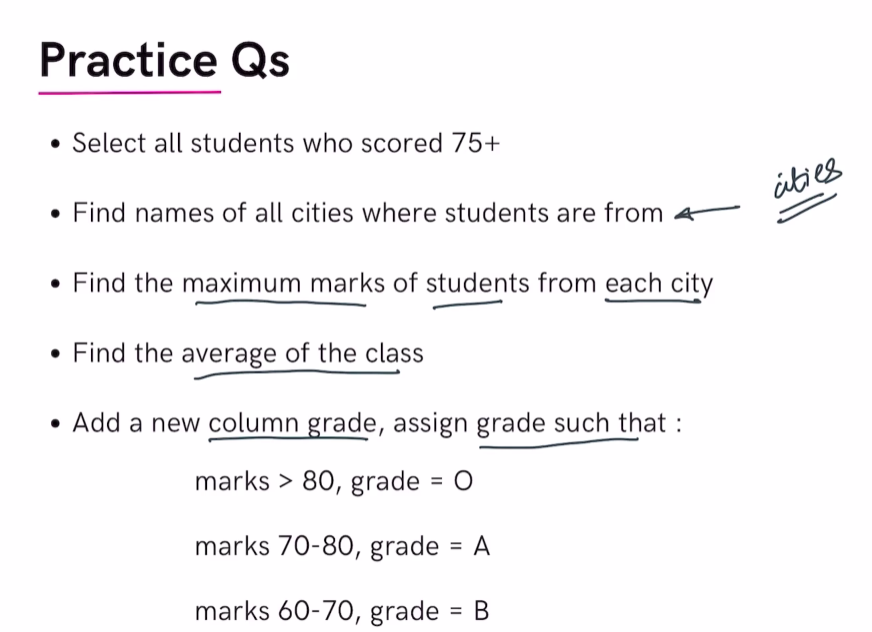 Practice Qs
• Select all students who scored 75+
cities
• Find names of all cities where students are from
• Find the maximum marks of students from each city
• Find the average of the class
• Add a new column grade, assign grade such that :
marks > 80, grade = O
marks 70-80, grade = A
marks 60-70, grade = B